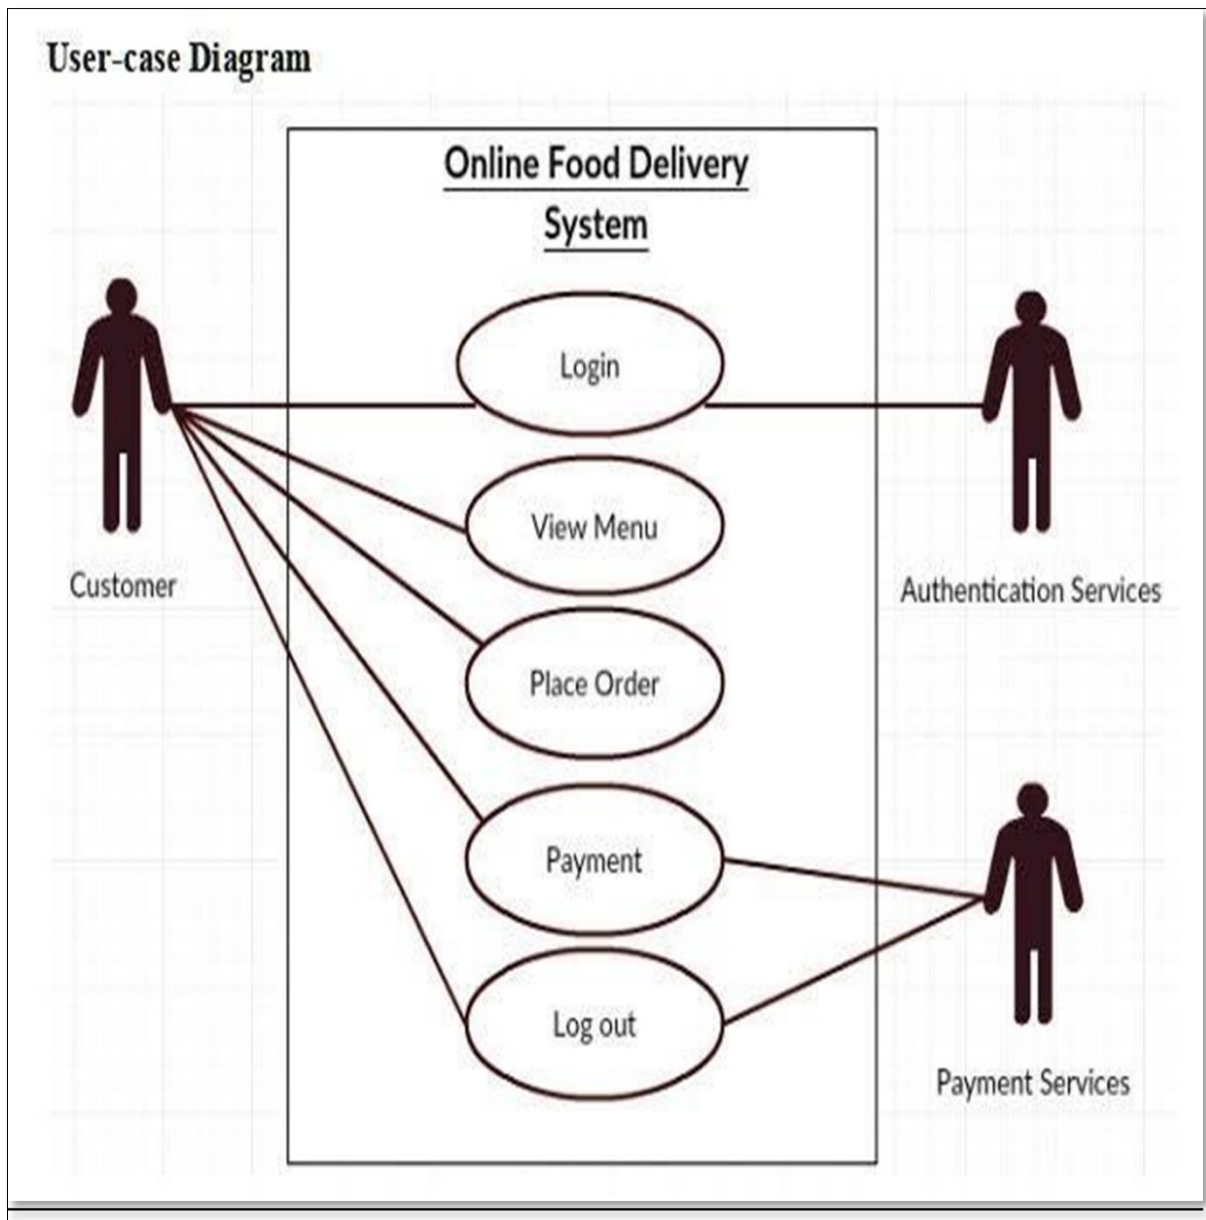 User-case Diagram
Online Food Delivery
System
Login
View Menu
Customer
Authentication Services
Place Order
Payment
Log out
Payment Services